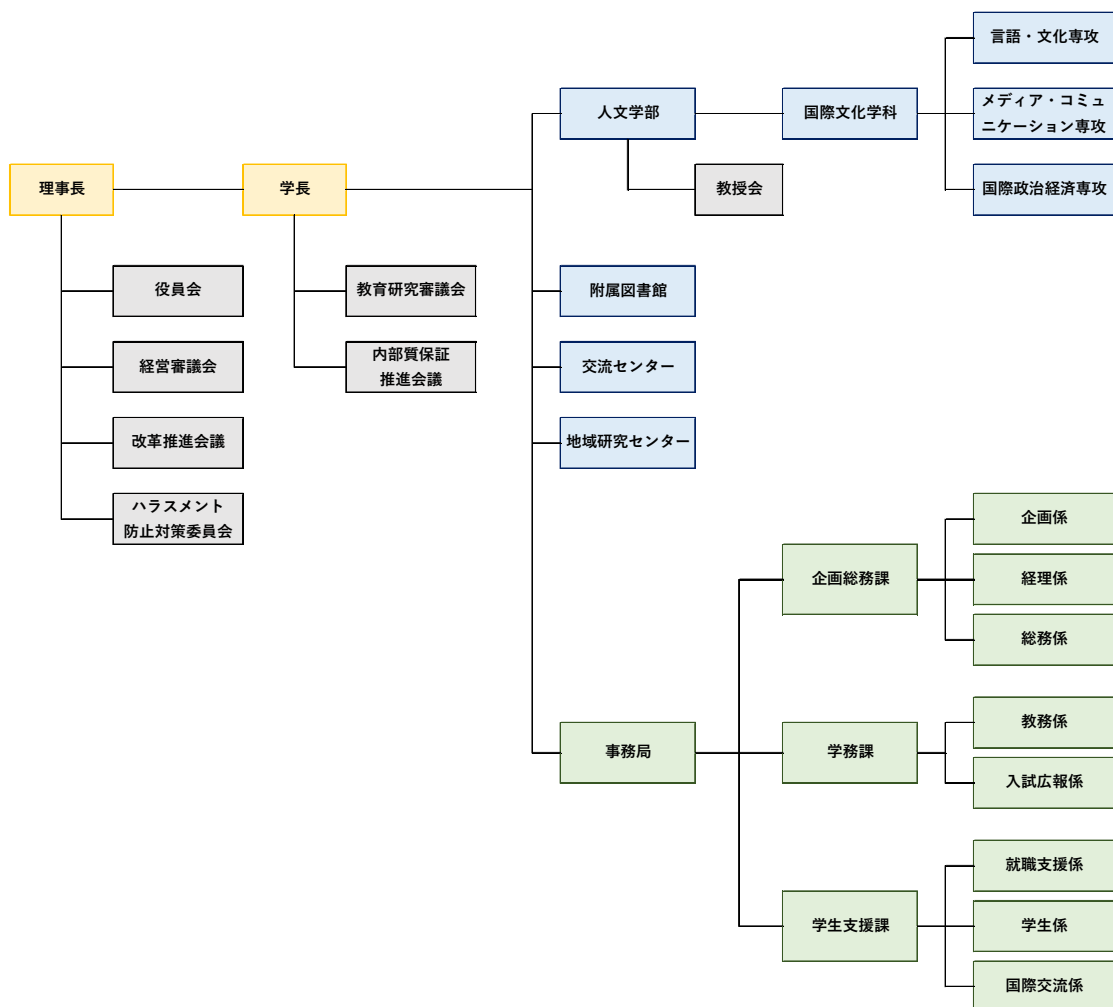 言語・文化専攻
人文学部
国際文化学科
メディア・コミュ
ニケーション専攻
理事長
学長
教授会
国際政治経済専攻
役員会
教育研究審議会
附属図書館
経営審議会
内部質保証
推進会議
交流センター
改革推進会議
地域研究センター
ハラスメント
防止対策委員会
企画係
企画総務課
経理係
総務係
事務局
学務課
教務係
入試広報係
就職支援係
学生支援課
学生係
国際交流係